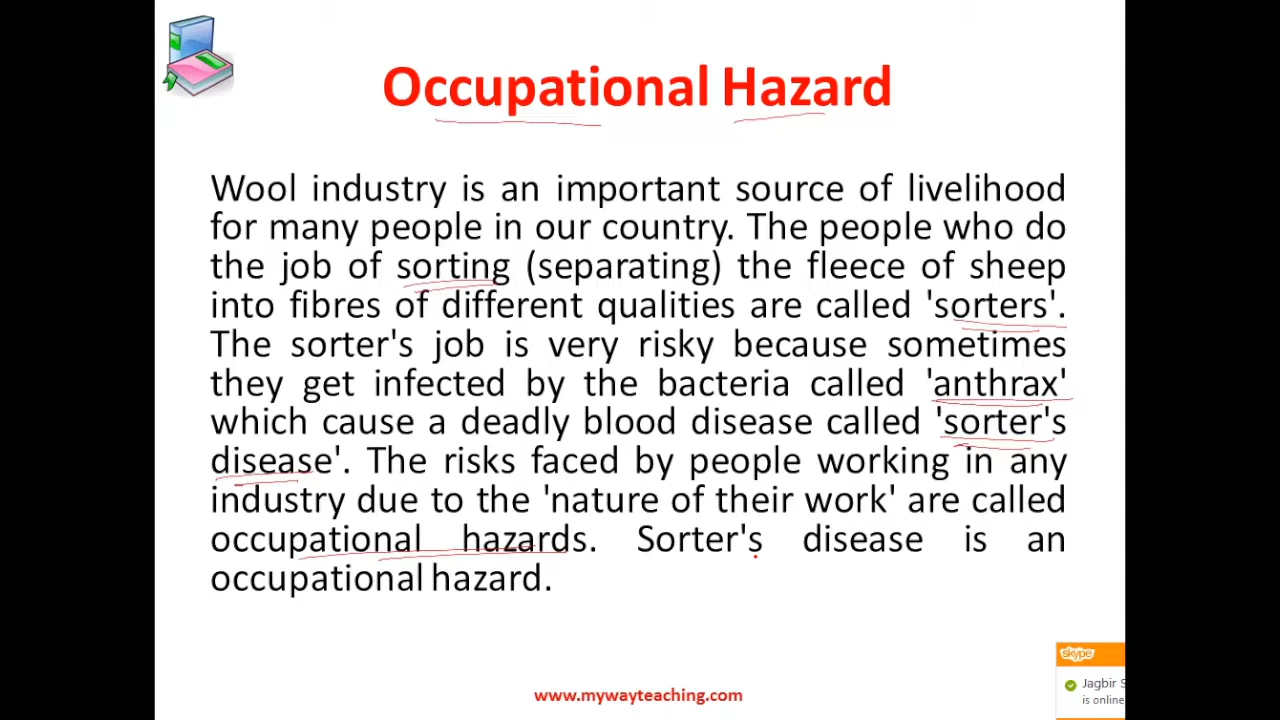 Occupational Hazard
Wool industry is an important source of livelihood
for many people in our country. The people who do
the job of sorting (separating) the fleece of sheep
into fibres of different qualities are called 'sorters'.
The sorter's job is very risky because sometimes
they get infected by the bacteria called 'anthrax'
which cause a deadly blood disease called 'sorter's
disease'. The risks faced by people working in any
industry due to the 'nature of their work' are called
occupational hazards. Sorter's disease is an
occupational hazard.
skype
Jagbir S
is online
www.mywayteaching.com